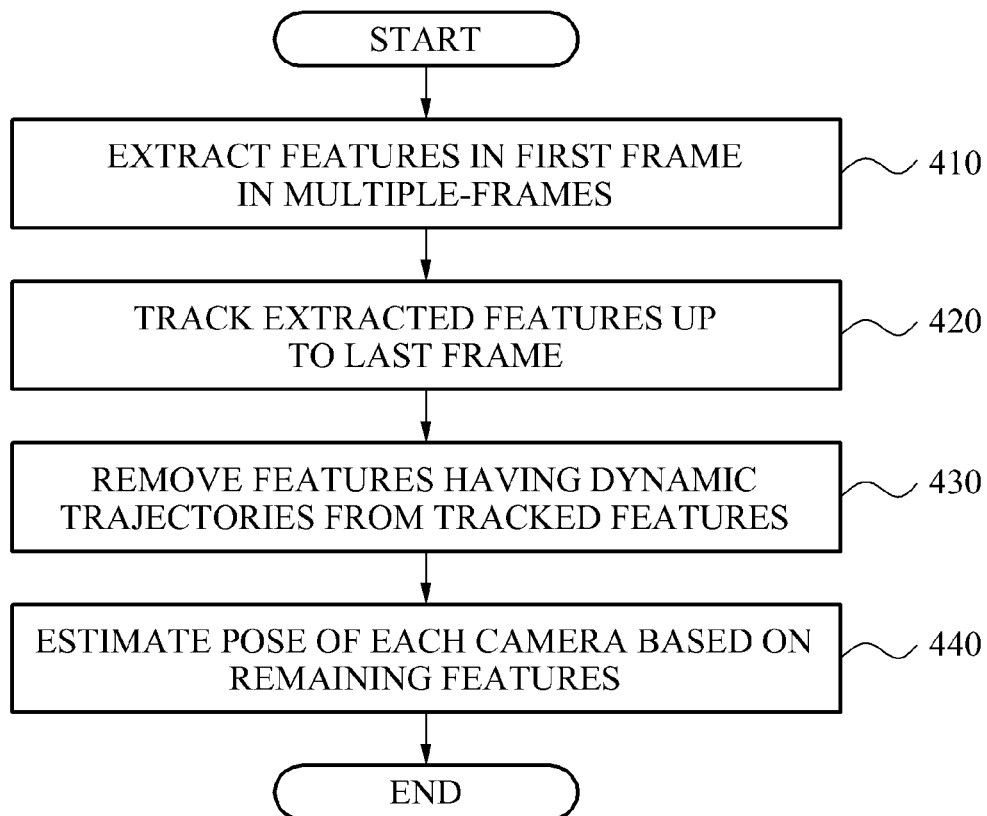 START
EXTRACT FEATURES IN FIRST FRAME
IN MULTIPLE-FRAMES
410
TRACK EXTRACTED FEATURES UP
TO LAST FRAME
420
REMOVE FEATURES HAVING DYNAMIC
TRAJECTORIES FROM TRACKED FEATURES
430
ESTIMATE POSE OF EACH CAMERA BASED ON
REMAINING FEATURES
440
END